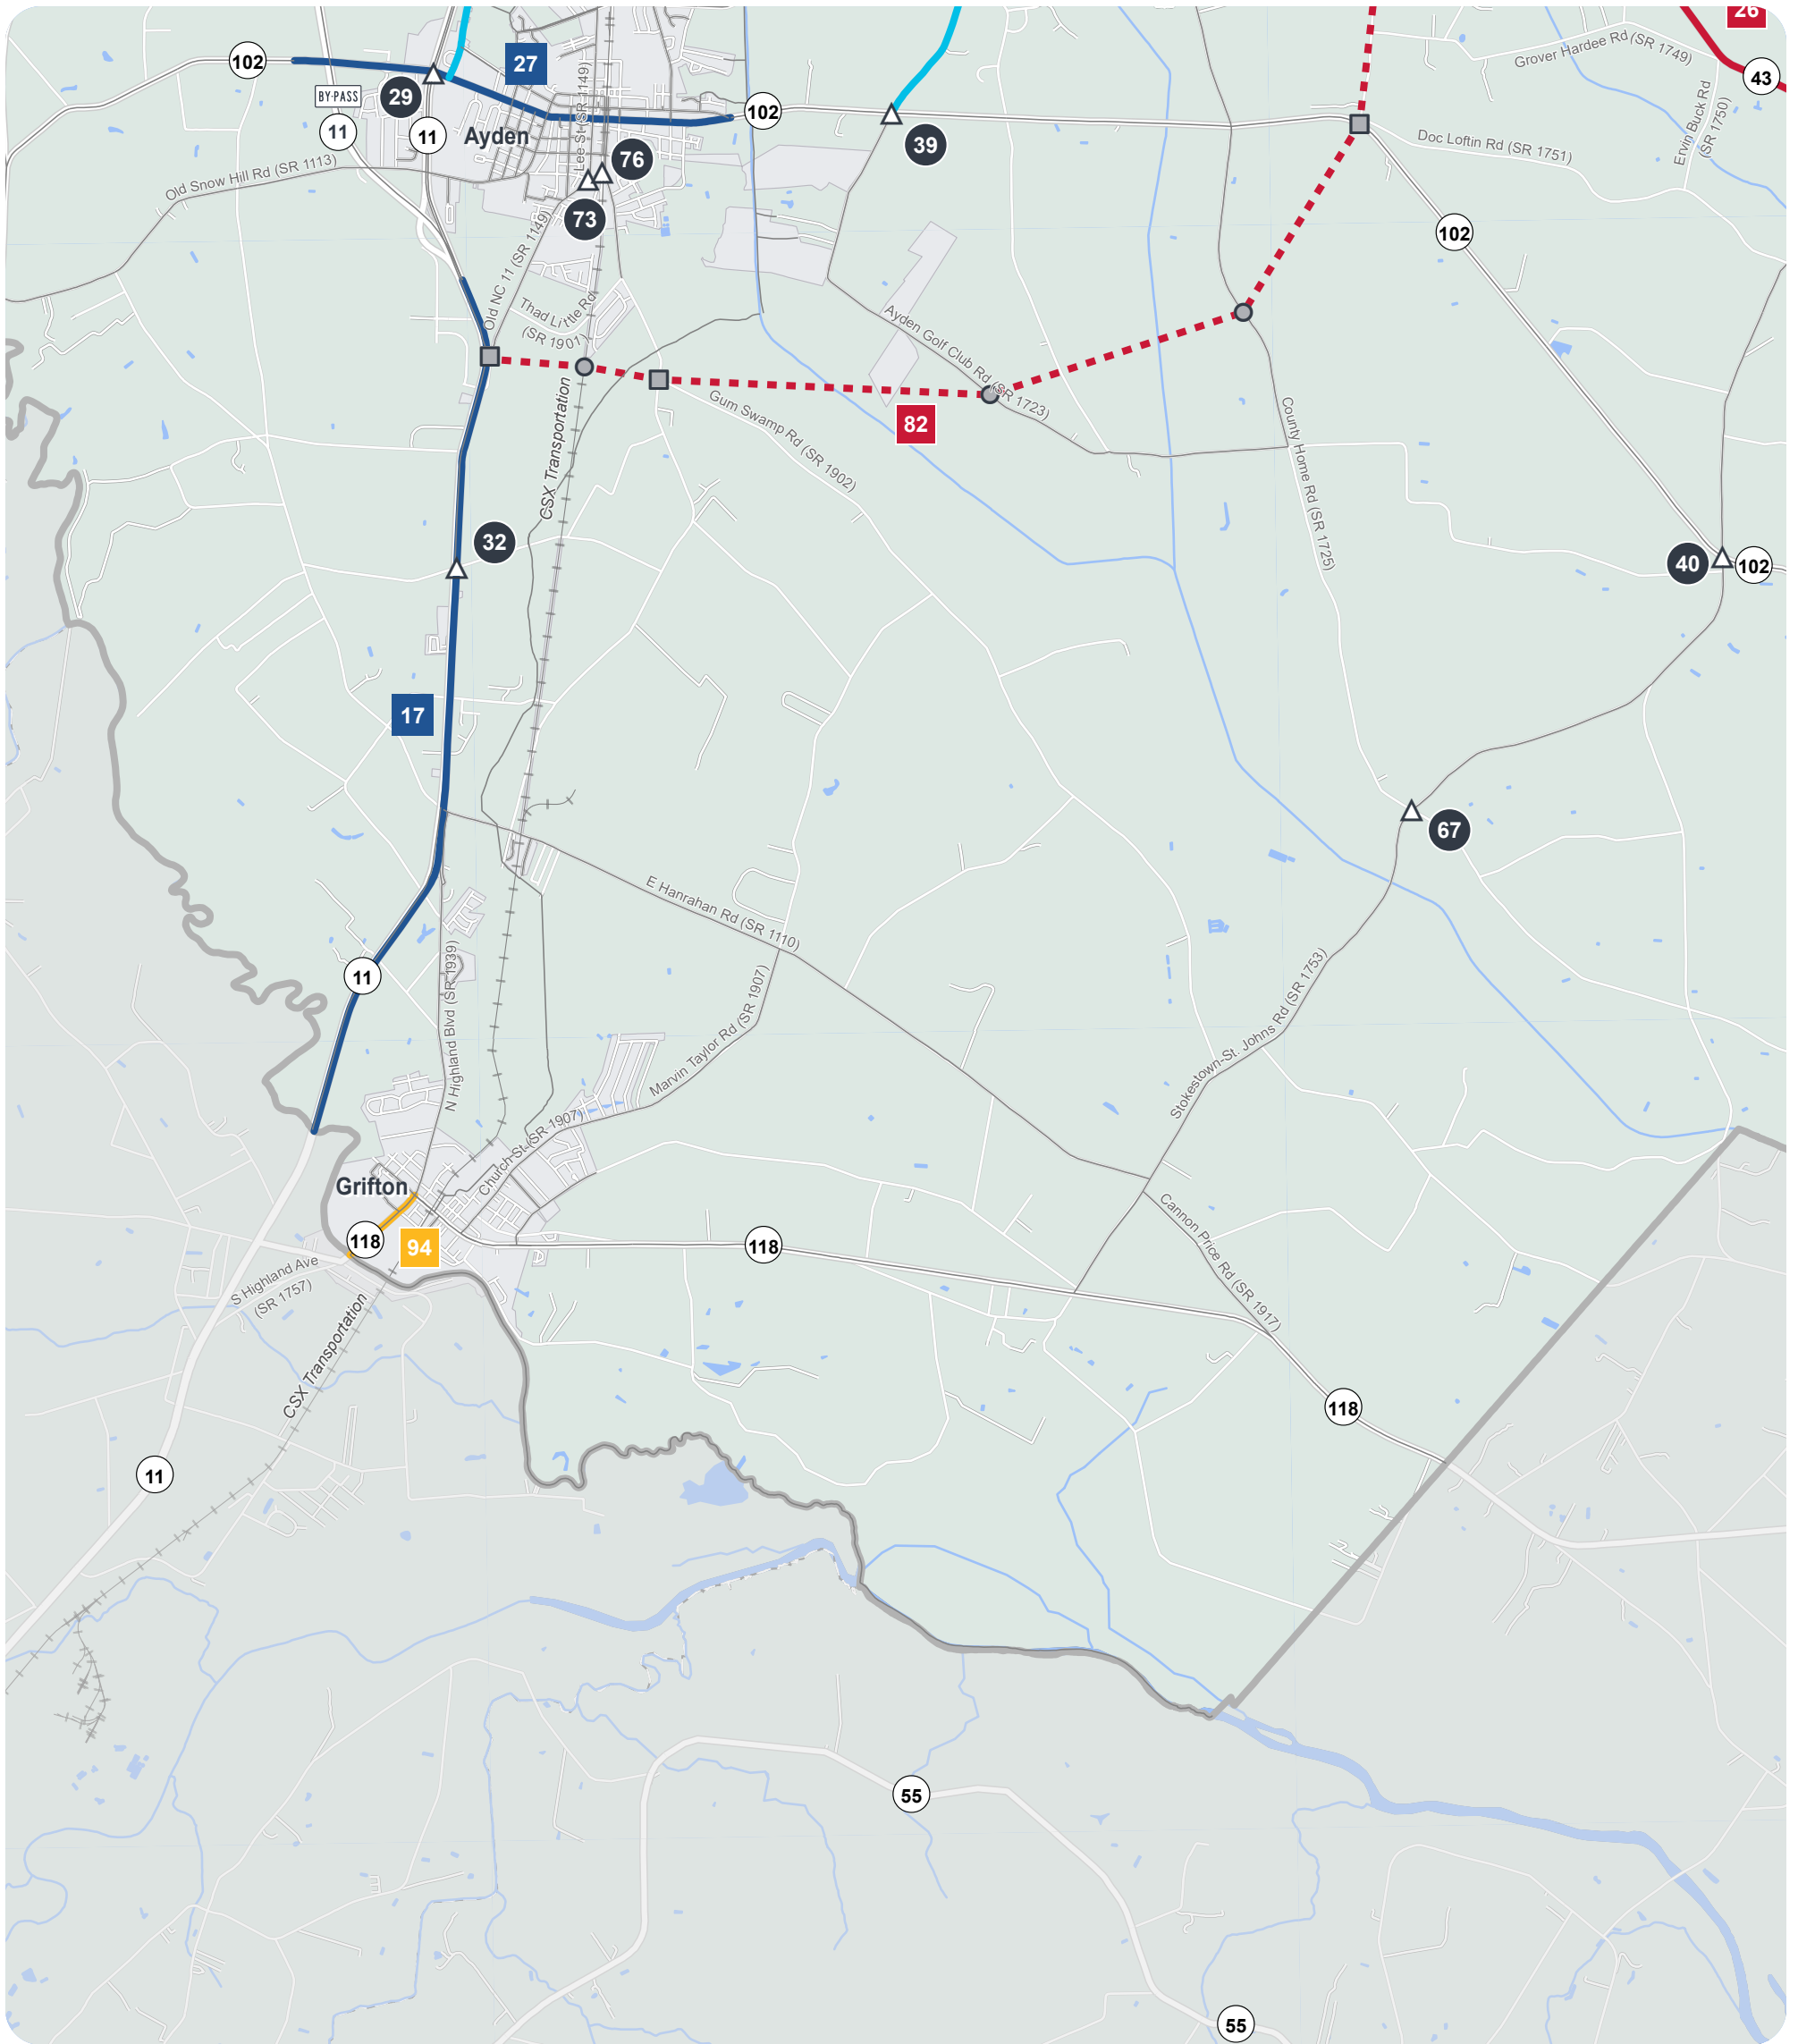 26
Grover Hardee Rd (SR 1749)
43
102
27
BY-PASS
29
11
11
Ayden
Lee St (SR 1149)
102
39
76
73
Doc Loftin Rd (SR 1751)
Ervin Buck Rd
(SR 1750)
Old Snow Hill Rd (SR 1113)
102
Old NC 11 (SR 1149)
Thad Little Rd
(SR 1901)
Ayden Golf Club Rd (SR 1723)
82
CSX Transportation
Gum Swamp Rd (SR 1902)
County Home Rd (SR 1725)
32
40
102
17
67
E Hanrahan Rd (SR 1110)
11
N Highland Blvd (SR 1939)
Marvin Taylor Rd (SR 1907)
Stokestown-St. Johns Rd (SR 1753)
Church St (SR 1907)
Grifton
118
94
118
Cannon Price Rd (SR 1917)
S Highland Ave
(SR 1757)
CSX Transportation
118
11
55
55